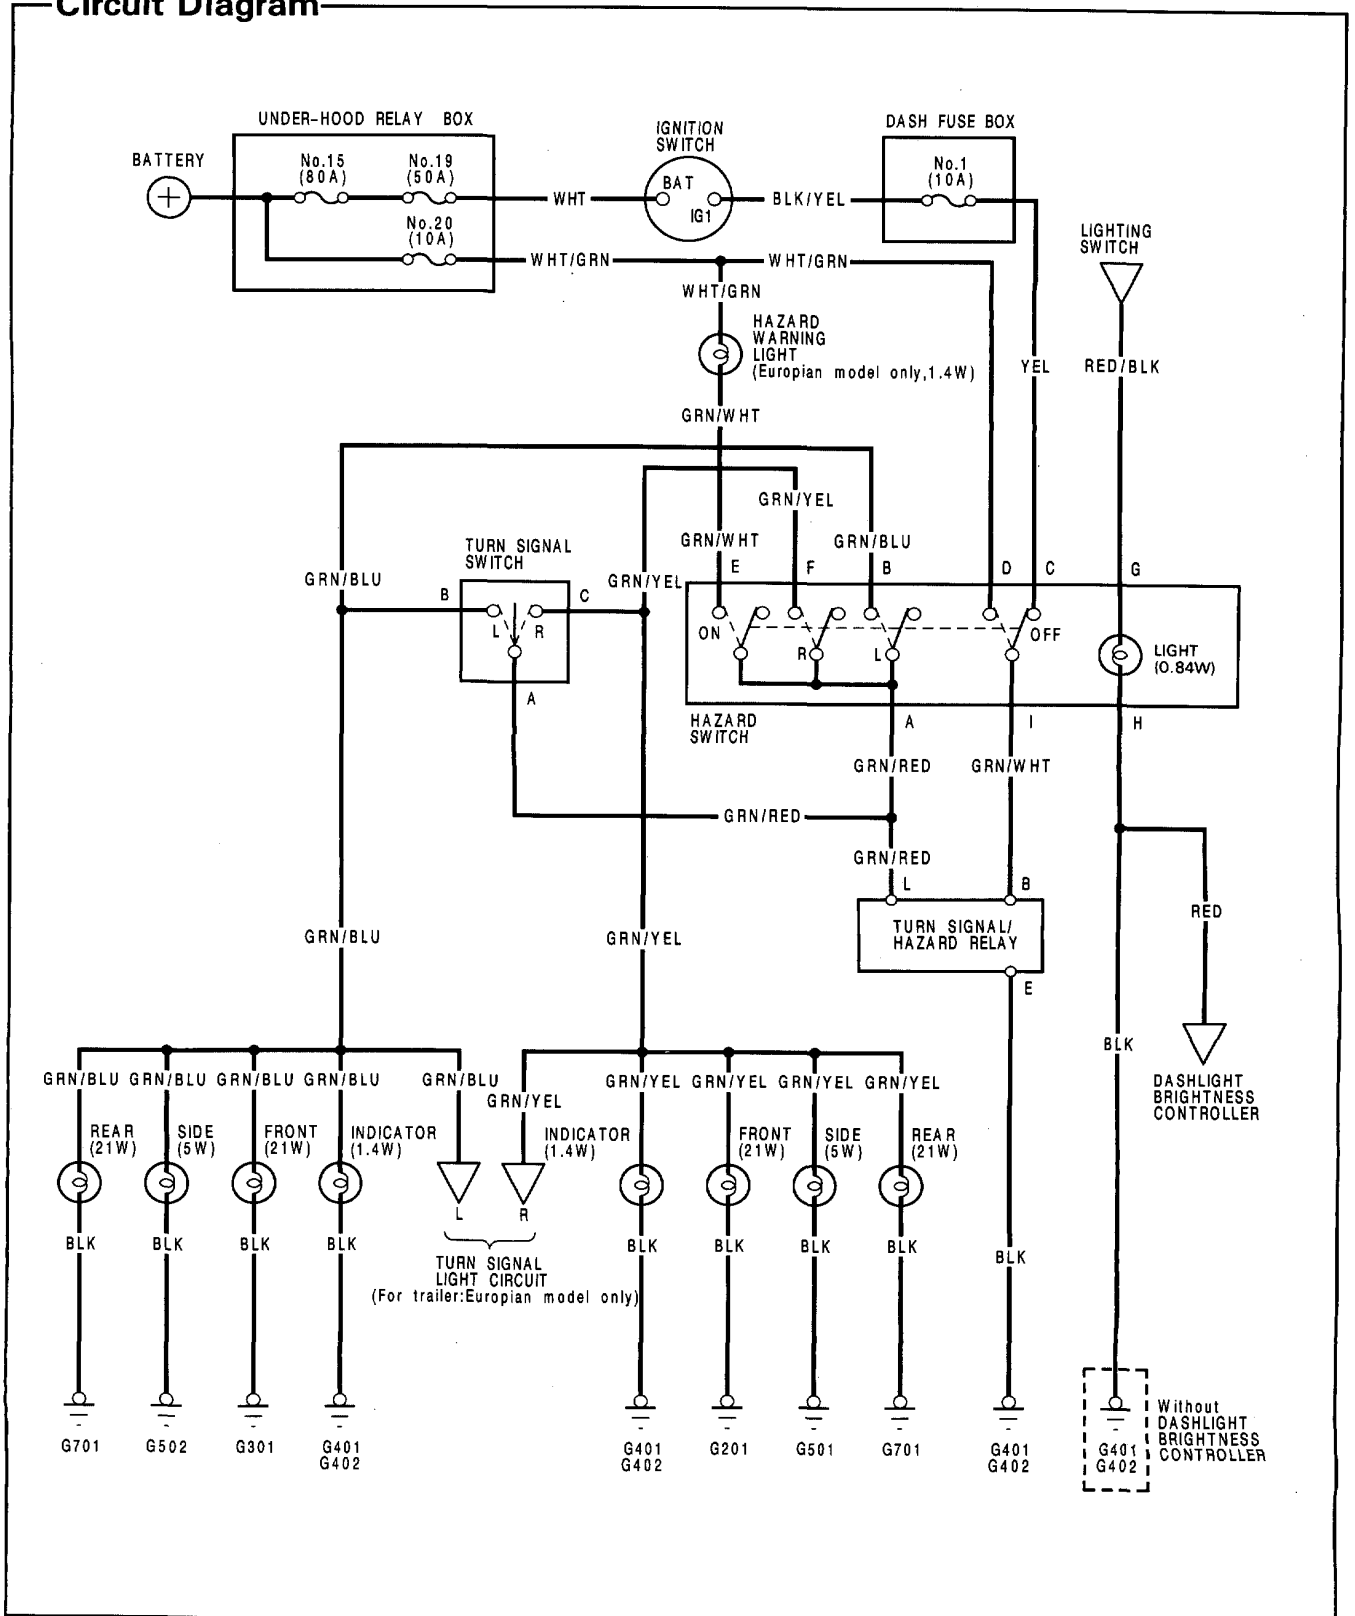 Circuit Diagram
UNDER-HOOD RELAY BOX
IGNITION
SWITCH
DASH FUSE BOX
BATTERY
No.15
(80A)
No.19
(50A)
BAT
IG1
No.1
(10A)
WHT
BLK/YEL
No.20
(10A)
LIGHTING
SWITCH
WHT/GRN
WHT/GRN
WHT/GRN
HAZARD
WARNING
LIGHT
(Europian model only,1.4W)
YEL
RED/BLK
GRN/WHT
GRN/YEL
GRN/WHT
GRN/BLU
TURN SIGNAL
SWITCH
GRN/BLU
GRN/YEL
E
F
B
D
C
G
B
C
L
R
A
ON
R
L
OFF
LIGHT
(0.84W)
HAZARD
SWITCH
A
I
H
GRN/RED
GRN/WHT
GRN/RED
GRN/RED
L
B
TURN SIGNAL/
HAZARD RELAY
E
RED
GRN/BLU
GRN/YEL
BLK
DASHLIGHT
BRIGHTNESS
CONTROLLER
GRN/BLU
GRN/BLU
GRN/BLU
GRN/BLU
GRN/BLU
GRN/YEL
GRN/YEL
GRN/YEL
GRN/YEL
GRN/YEL
REAR
(21W)
SIDE
(5W)
FRONT
(21W)
INDICATOR
(1.4W)
INDICATOR
(1.4W)
FRONT
(21W)
SIDE
(5W)
REAR
(21W)
L
R
BLK
BLK
BLK
BLK
BLK
BLK
BLK
BLK
BLK
TURN SIGNAL
LIGHT CIRCUIT
(For trailer:Europian model only)
G701
G502
G301
G401
G402
G401
G402
G201
G501
G701
G401
G402
G401
G402
Without
DASHLIGHT
BRIGHTNESS
CONTROLLER